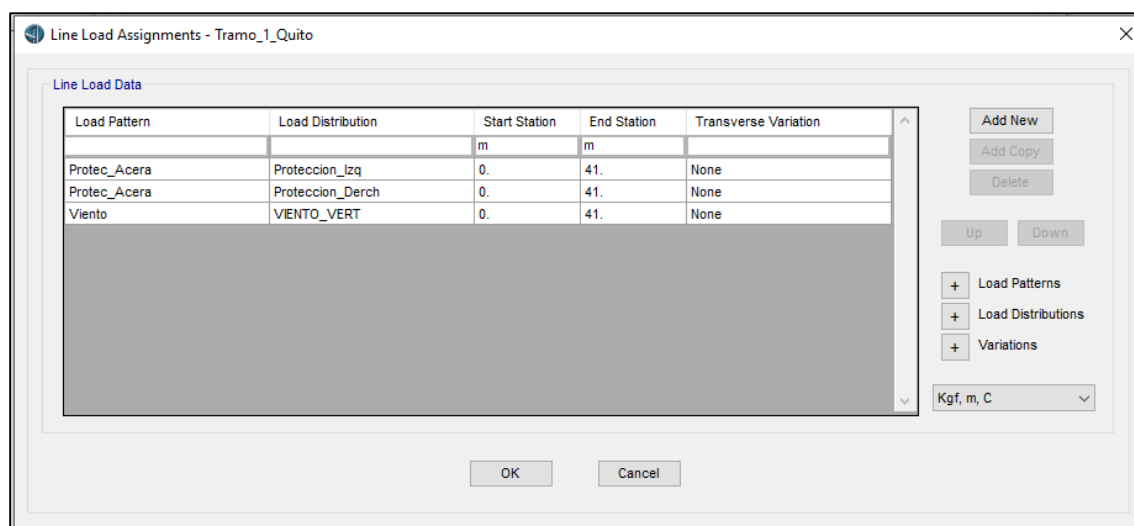 Line Load Assignments - Tramo_1_Quito
Line Load Data
Load Pattern Load Distribution Start Station End Station Transverse Variation
m m
Protec_Acera Proteccion_Izq 0. 41. None
Protec_Acera Proteccion_Derch 0. 41. None
Viento VIENTO_VERT 0. 41. None
Add New
Add Copy
Delete
Up Down
+ Load Patterns
+ Load Distributions
+ Variations
Kgf, m, C
OK Cancel